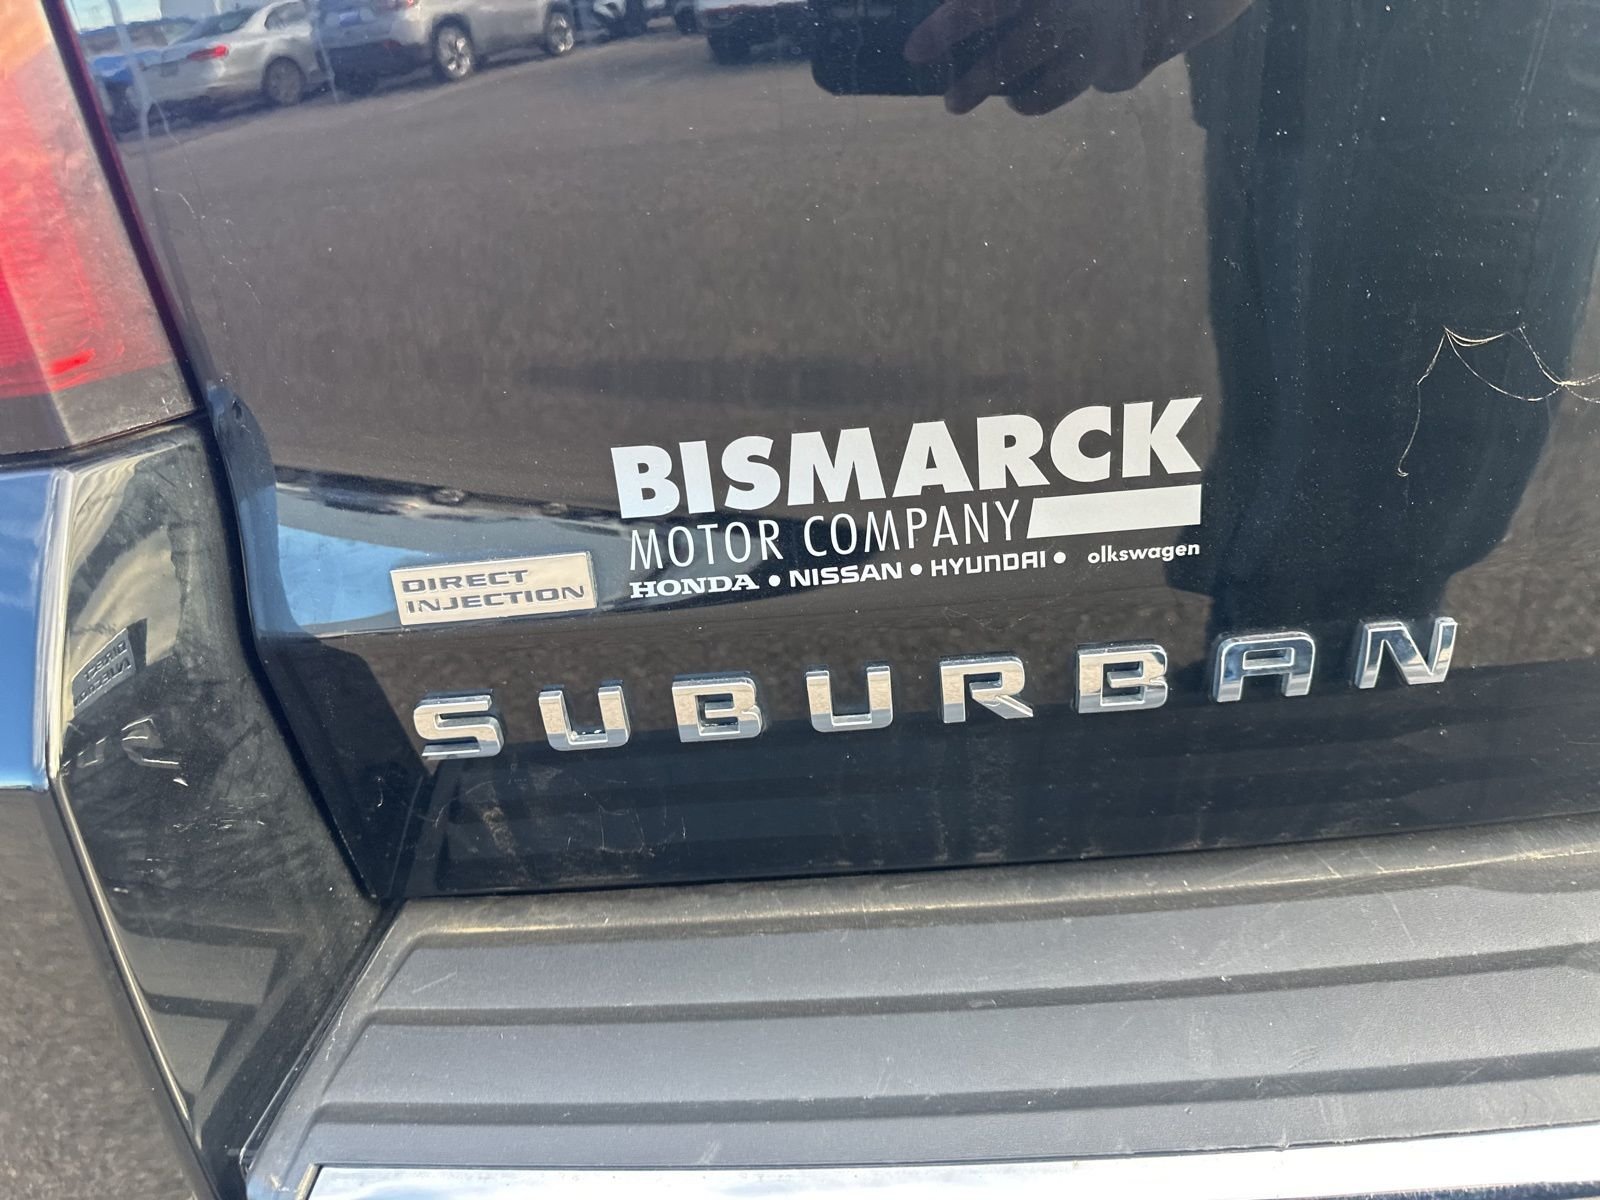 BISMARCK
MOTOR COMPANY
HONDA • NISSAN • HYUNDAI • olkswagen
DIRECT
INJECTION
SUBURBAN